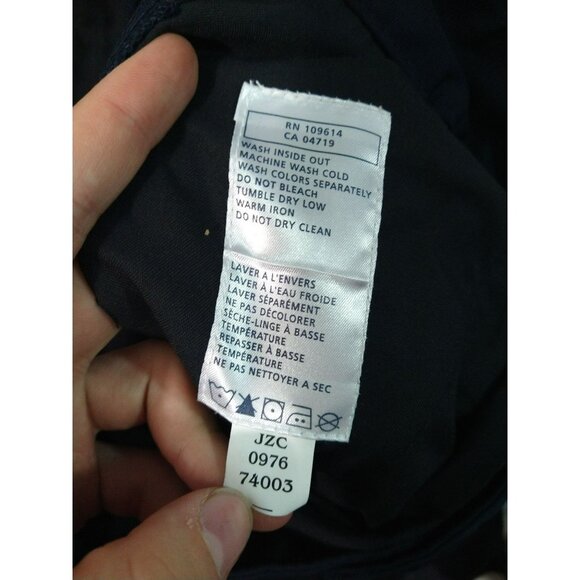 RN 109614
CA 04719
WASH INSIDE OUT
MACHINE WASH COLD
WASH COLORS SEPARATELY
DO NOT BLEACH
TUMBLE DRY LOW
WARM IRON
DO NOT DRY CLEAN
LAVER A L'ENVERS
LAVER À L'EAU FROIDE
LAVER SÉPARÉMENT
NE PAS DÉCOLORER
SÈCHE-LINGE À BASSE
TEMPÉRATURE
REPASSER À BASSE
TEMPÉRATURE
NE PAS NETTOYER A SEC
JZC
0976
74003